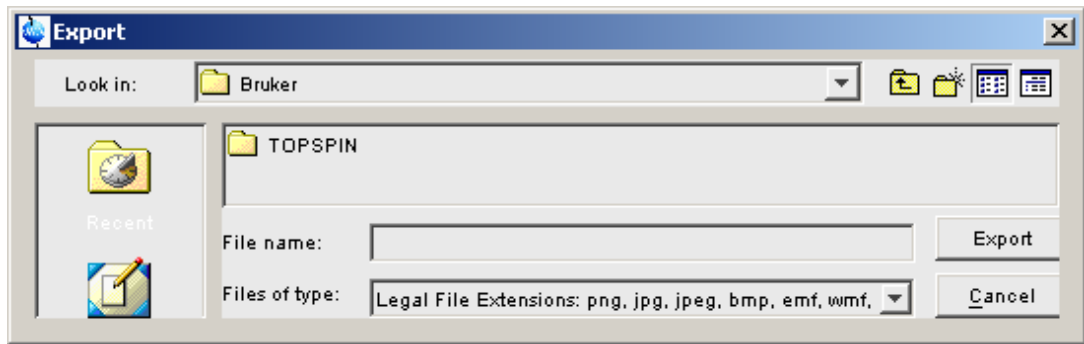 Export
Look in:
Bruker
TOPSPIN
Recent
File name:
Export
Files of type:
Legal File Extensions: png, jpg, jpeg, bmp, emf, wmf,
Cancel